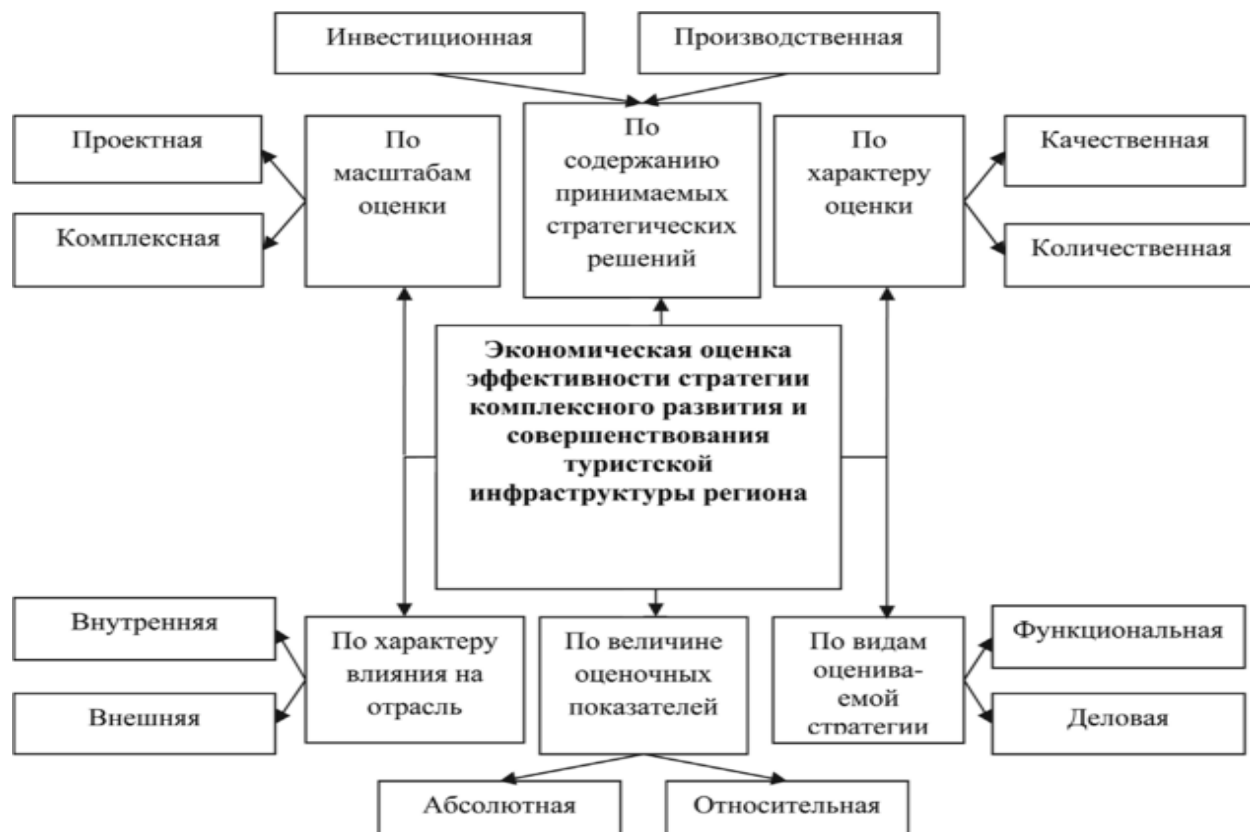 Инвестиционная
Производственная
Проектная
Комплексная
По
масштабам
оценки
По
содержанию
принимаемых
стратегических
решений
По
характеру
оценки
Качественная
Количественная
Экономическая оценка
эффективности стратегии
комплексного развития и
совершенствования
туристской
инфраструктуры региона
Внутренняя
Внешняя
По характеру
влияния на
отрасль
По величине
оценочных
показателей
По видам
оценива-
емой
стратегии
Функциональная
Деловая
Абсолютная
Относительная